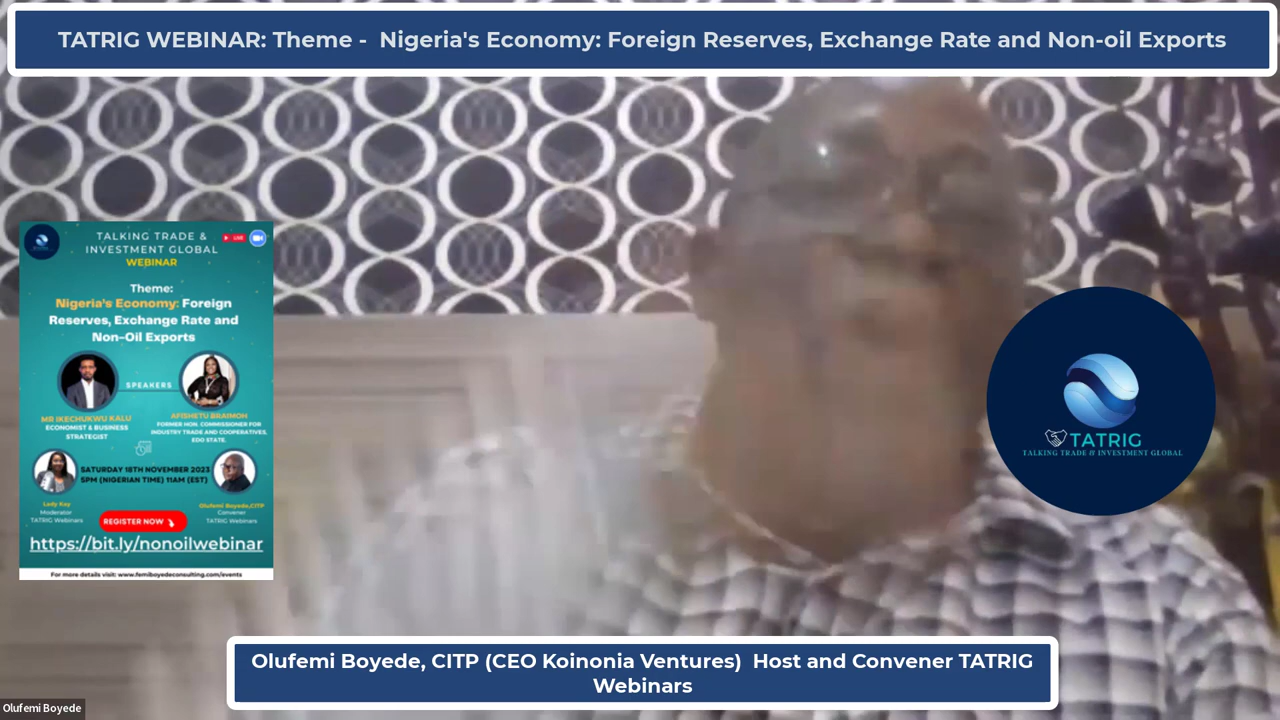 TATRIG WEBINAR: Theme - Nigeria's Economy: Foreign Reserves, Exchange Rate and Non-oil Exports
TALKING TRADE &
INVESTMENT GLOBAL
LIVE
WEBINAR
Theme:
Nigeria's Economy: Foreign
Reserves, Exchange Rate and
Non-Oil Exports
SPEAKERS
MR IKECHUKWU KALU
ECONOMIST & BUSINESS
STRATEGIST
AFISHETU BRAIMOH
FORMER HON. COMMISSIONER FOR
INDUSTRY TRADE AND COOPERATIVES,
EDO STATE.
SATURDAY 18TH NOVEMBER 2023
5PM (NIGERIAN TIME) 11AM (EST)
Lady Kay
Moderator
TATRIG Webinars
Olufemi Boyede,CITP
Convener
TATRIG Webinars
REGISTER NOW
https://bit.ly/nonoilwebinar
For more details visit: www.femiboyedeconsulting.com/events
TATRIG
TALKING TRADE & INVESTMENT GLOBAL
Olufemi Boyede, CITP (CEO Koinonia Ventures) Host and Convener TATRIG
Webinars
Olufemi Boyede